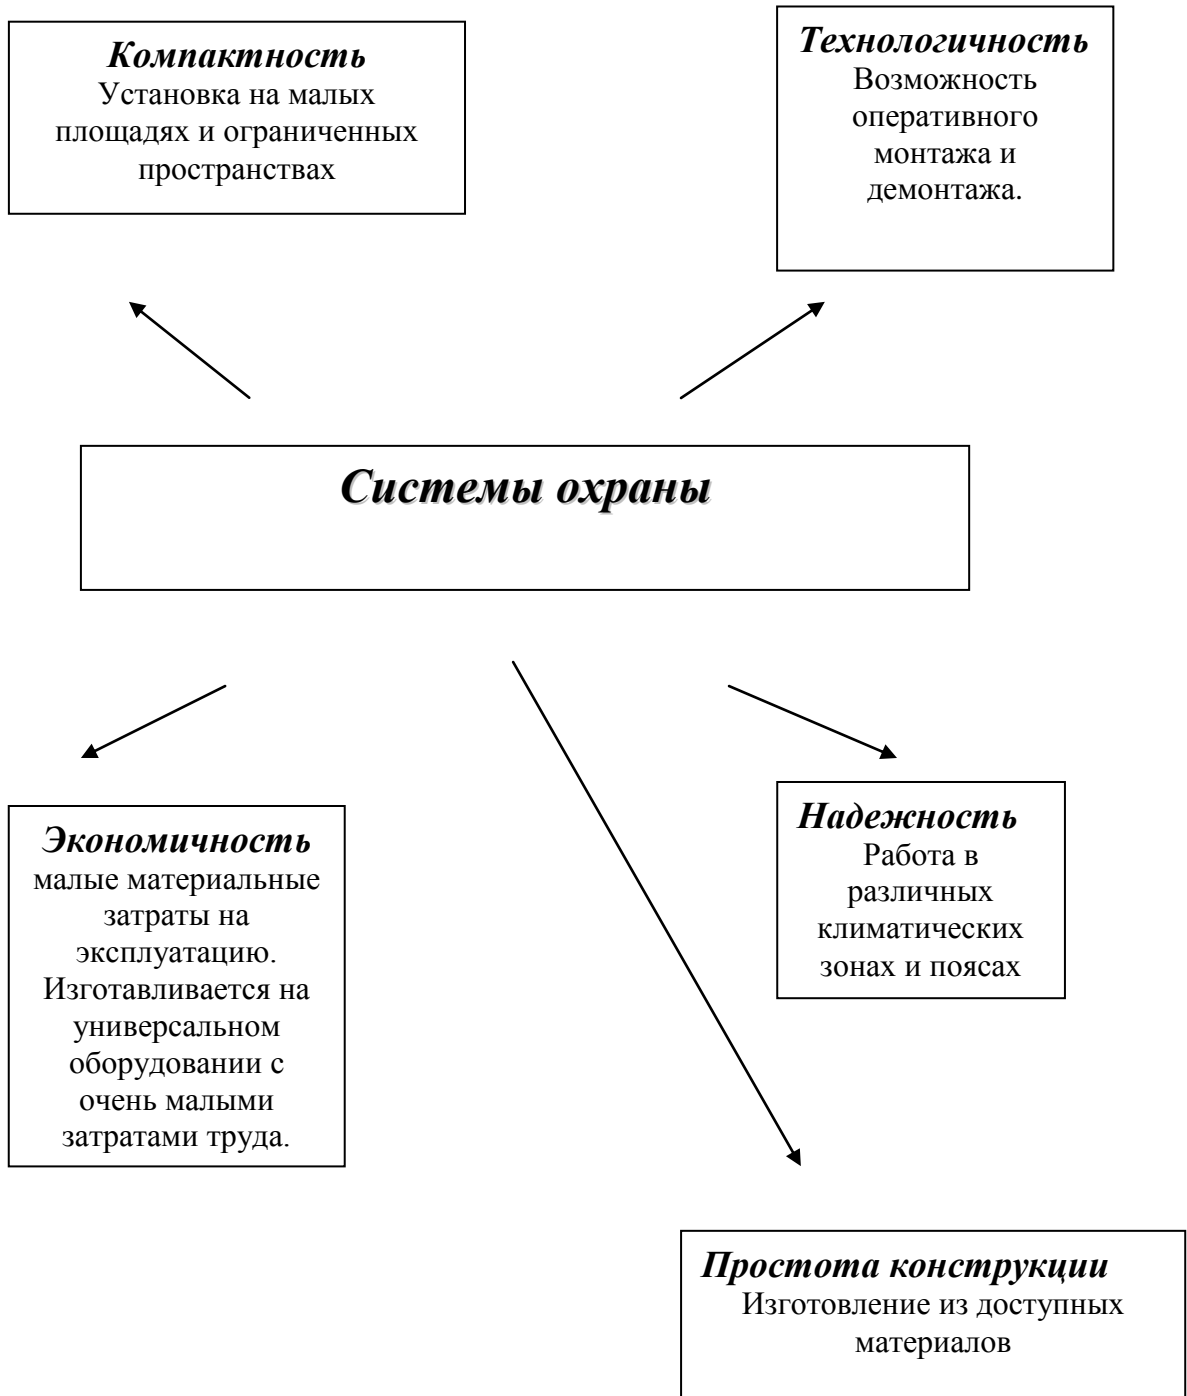 Компактность
Установка на малых
площадях и ограниченных
пространствах
Технологичность
Возможность
оперативного
монтажа и
демонтажа.
Системы охраны
Экономичность
малые материальные
затраты на
эксплуатацию.
Изготавливается на
универсальном
оборудовании с
очень малыми
затратами труда.
Надежность
Работа в
различных
климатических
зонах и поясах
Простота конструкции
Изготовление из доступных
материалов